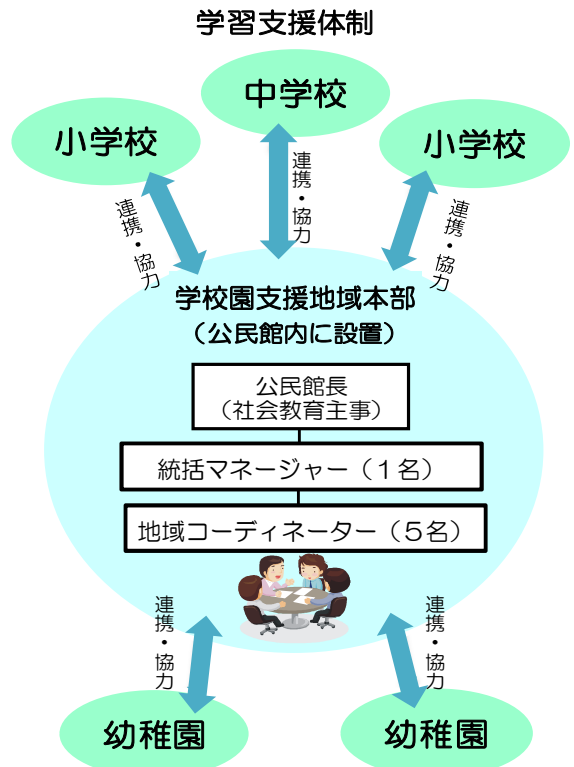 学習支援体制
中学校
小学校
小学校
連携・協力
連携・協力
連携・協力
学校園支援地域本部
（公民館内に設置）
公民館長
（社会教育主事）
統括マネージャー（１名）
地域コーディネーター（５名）
連携・協力
連携・協力
幼稚園
幼稚園